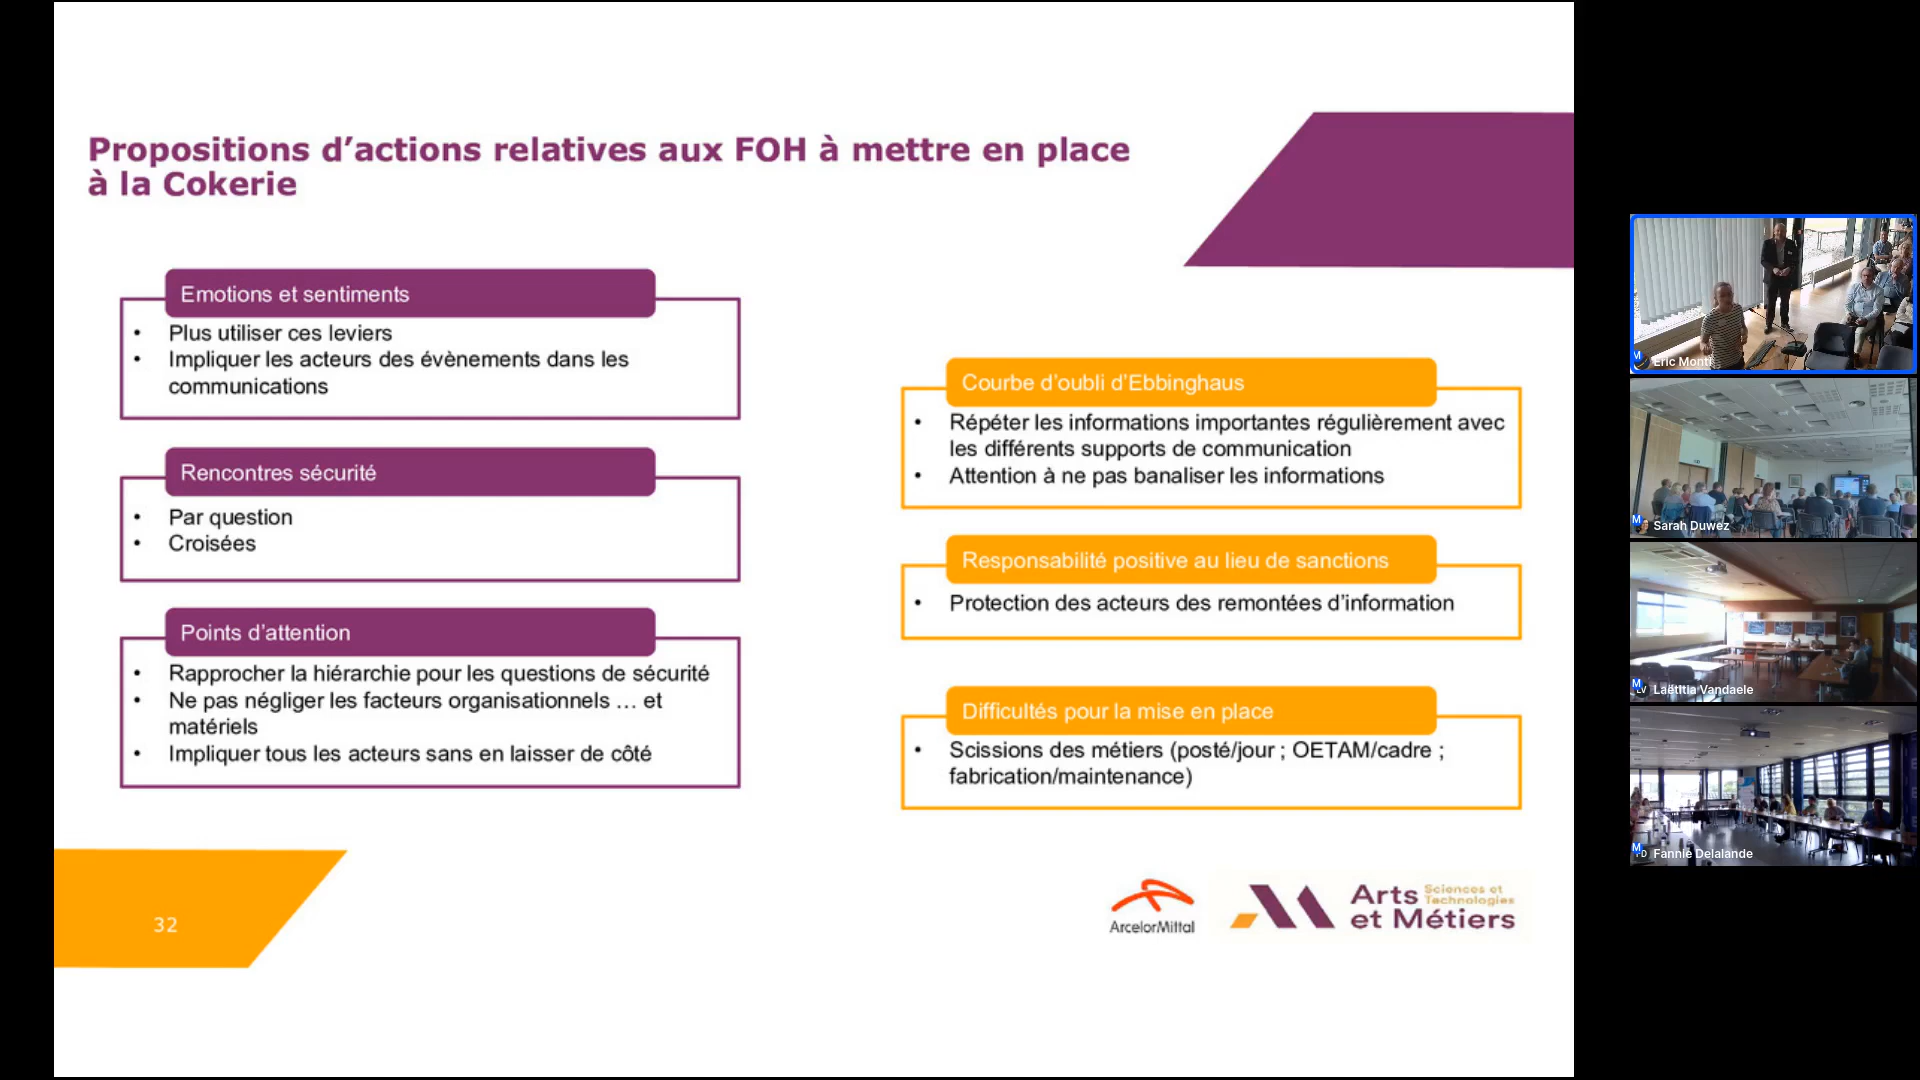 Propositions d’actions relatives aux FOH à mettre en place
à la Cokerie
Emotions et sentiments
• Plus utiliser ces leviers
• Impliquer les acteurs des évènements dans les
communications
Rencontres sécurité
• Par question
• Croisées
Points d’attention
• Rapprocher la hiérarchie pour les questions de sécurité
• Ne pas négliger les facteurs organisationnels … et
matériels
• Impliquer tous les acteurs sans en laisser de côté
Courbe d’oubli d’Ebbinghaus
• Répéter les informations importantes régulièrement avec
les différents supports de communication
• Attention à ne pas banaliser les informations
Responsabilité positive au lieu de sanctions
• Protection des acteurs des remontées d’information
Difficultés pour la mise en place
• Scissions des métiers (posté/jour ; OETAM/cadre ;
fabrication/maintenance)
32
ArcelorMittal
Arts Sciences et
Technologies
et Métiers
M Eric Monti
M Sarah Duwez
M LV Laëtitia Vandaele
M FD Fannie Delalande